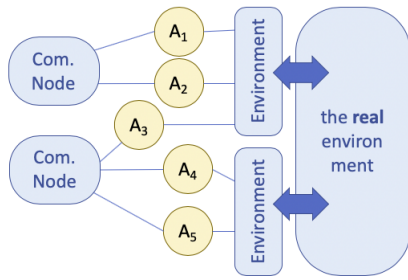 Com.
Node
A₁
A₂
A₃
Environment
Com.
Node
A₄
A₅
Environment
the real
environ
ment